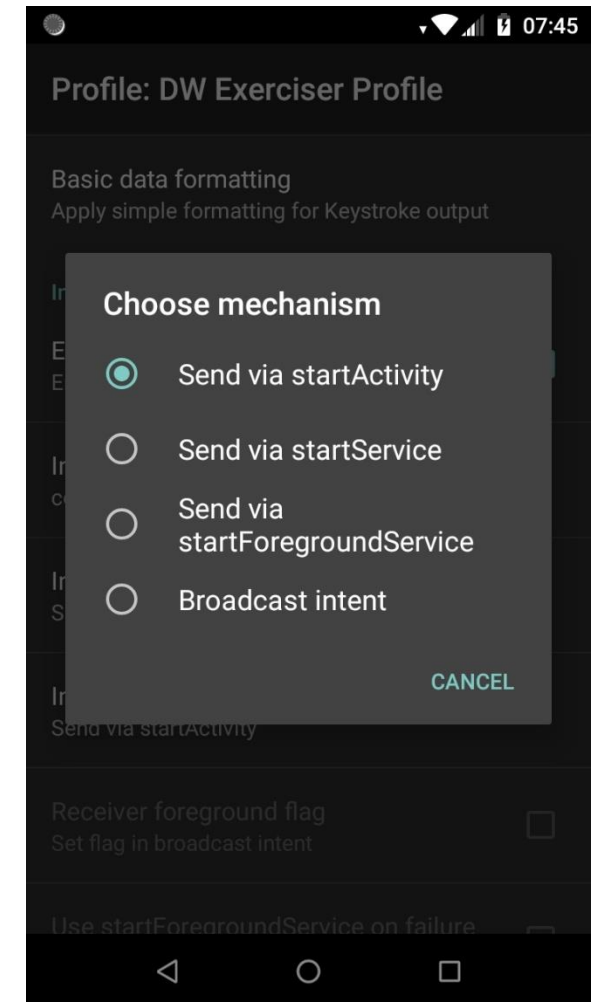 07:45
Profile: DW Exerciser Profile
Basic data formatting
Apply simple formatting for Keystroke output
Choose mechanism
Send via startActivity
Send via startService
Send via
startForegroundService
Broadcast intent
CANCEL
Send via startActivity
Receiver foreground flag
Set flag in broadcast intent
Use startForegroundService on failure